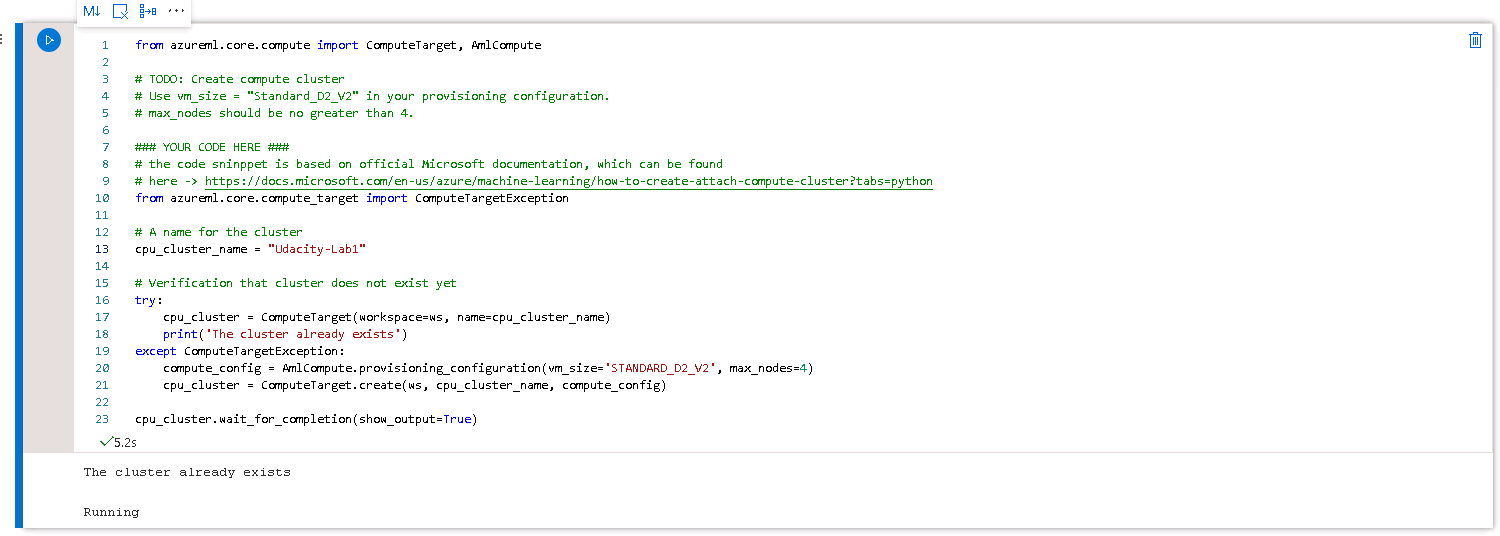 M↓
1 from azureml.core.compute import ComputeTarget, AmlCompute
2
3 # TODO: Create compute cluster
4 # Use vm_size = "Standard_D2_V2" in your provisioning configuration.
5 # max_nodes should be no greater than 4.
6
7 ### YOUR CODE HERE ###
8 # the code sninppet is based on official Microsoft documentation, which can be found
9 # here -> https://docs.microsoft.com/en-us/azure/machine-learning/how-to-create-attach-compute-cluster?tabs=python
10 from azureml.core.compute_target import ComputeTargetException
11
12 # A name for the cluster
13 cpu_cluster_name = "Udacity-Lab1"
14
15 # Verification that cluster does not exist yet
16 try:
17     cpu_cluster = ComputeTarget(workspace=ws, name=cpu_cluster_name)
18     print('The cluster already exists')
19 except ComputeTargetException:
20     compute_config = AmlCompute.provisioning_configuration(vm_size='STANDARD_D2_V2', max_nodes=4)
21     cpu_cluster = ComputeTarget.create(ws, cpu_cluster_name, compute_config)
22
23 cpu_cluster.wait_for_completion(show_output=True)
✓5.2s
The cluster already exists
Running